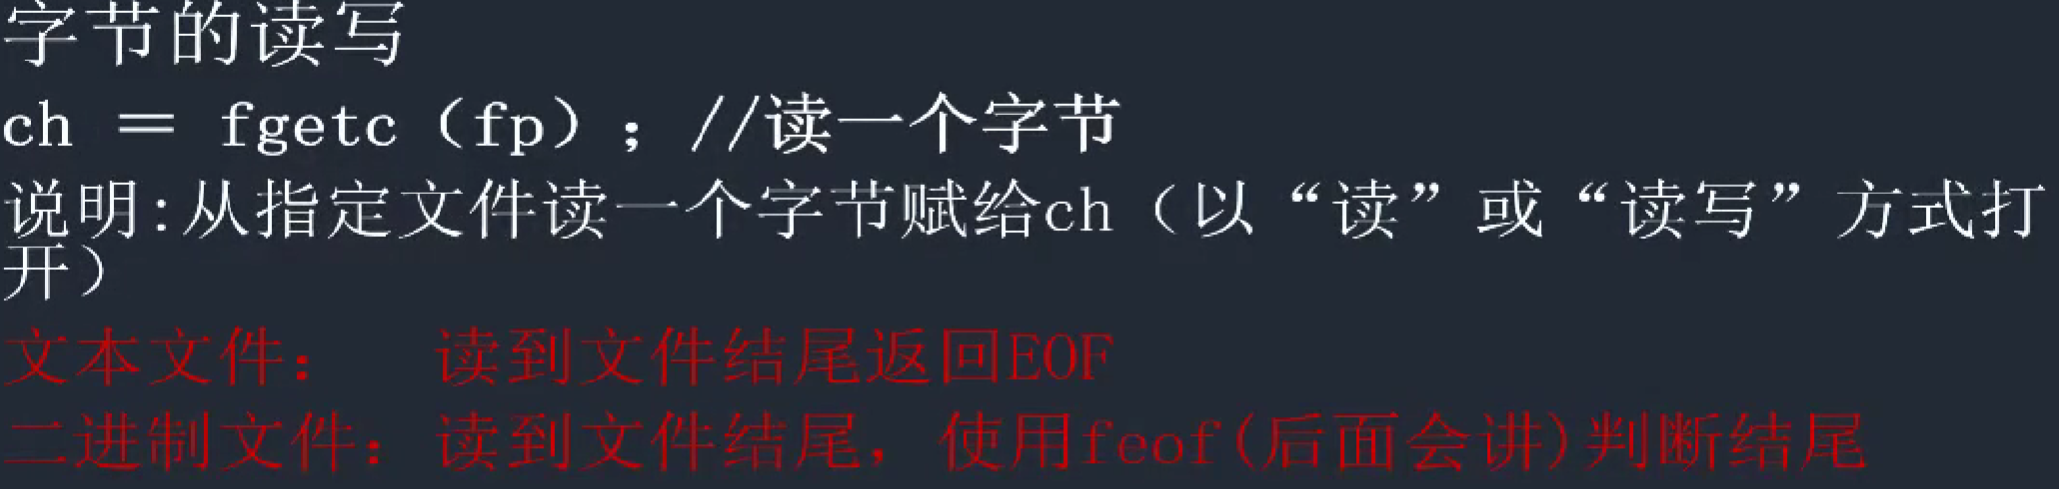 字节的读写
ch = fgetc（fp）；//读一个字节
说明:从指定文件读一个字节赋给ch（以“读”或“读写”方式打
开）
文本文件：  读到文件结尾返回EOF
二进制文件：读到文件结尾，使用feof(后面会讲)判断结尾